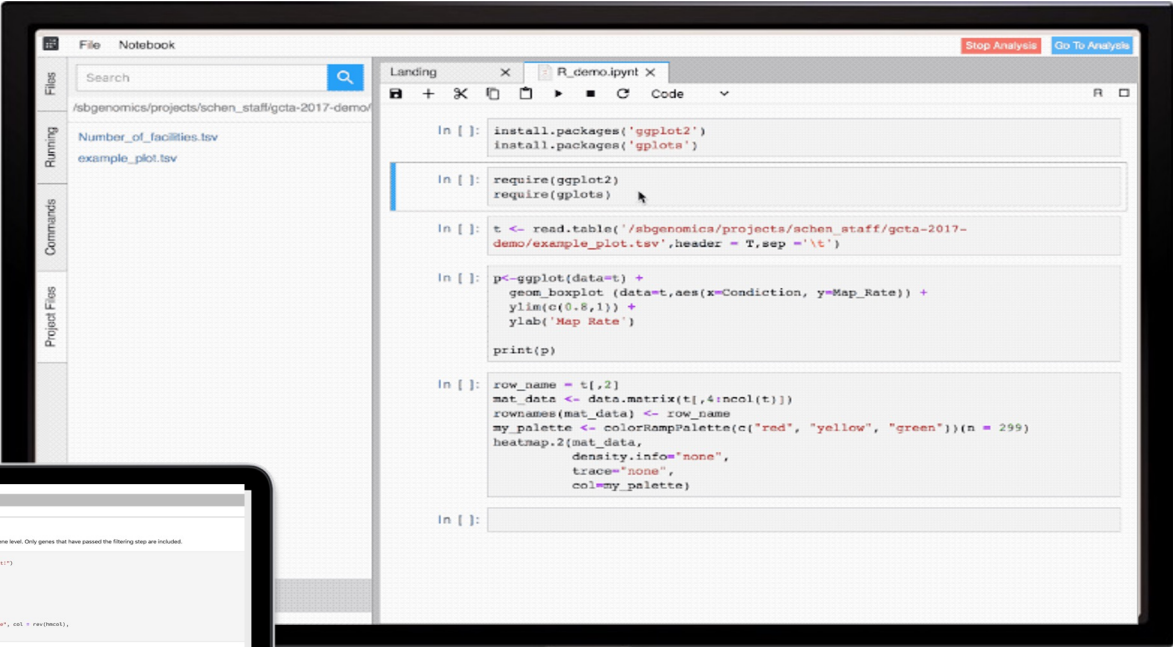 File Notebook Stop Analysis Go To Analysis
Files
Running
Commands
Project Files
Search
/sbgenomics/projects/schen_staff/gcta-2017-demo/
Number_of_facilities.tsv
example_plot.tsv
Landing R_demo.ipynt
Code
R
In [ ]: install.packages('ggplot2')
install.packages('gplots')
In [ ]: require(ggplot2)
require(gplots)
In [ ]: t <- read.table('/sbgenomics/projects/schen_staff/gcta-2017-
demo/example_plot.tsv',header = T,sep ='\t')
In [ ]: p<-ggplot(data=t) +
geom_boxplot (data=t,aes(x=Condiction, y=Map_Rate)) +
ylim(c(0.8,1)) +
ylab('Map Rate')
print(p)
In [ ]: row_name = t[,2]
mat_data <- data.matrix(t[,4:ncol(t)])
rownames(mat_data) <- row_name
my_palette <- colorRampPalette(c("red", "yellow", "green"))(n = 299)
heatmap.2(mat_data,
density.info="none",
trace="none",
col=my_palette)
In [ ]:
level. Only genes that have passed the filtering step are included.
", col = rev(hmcol),